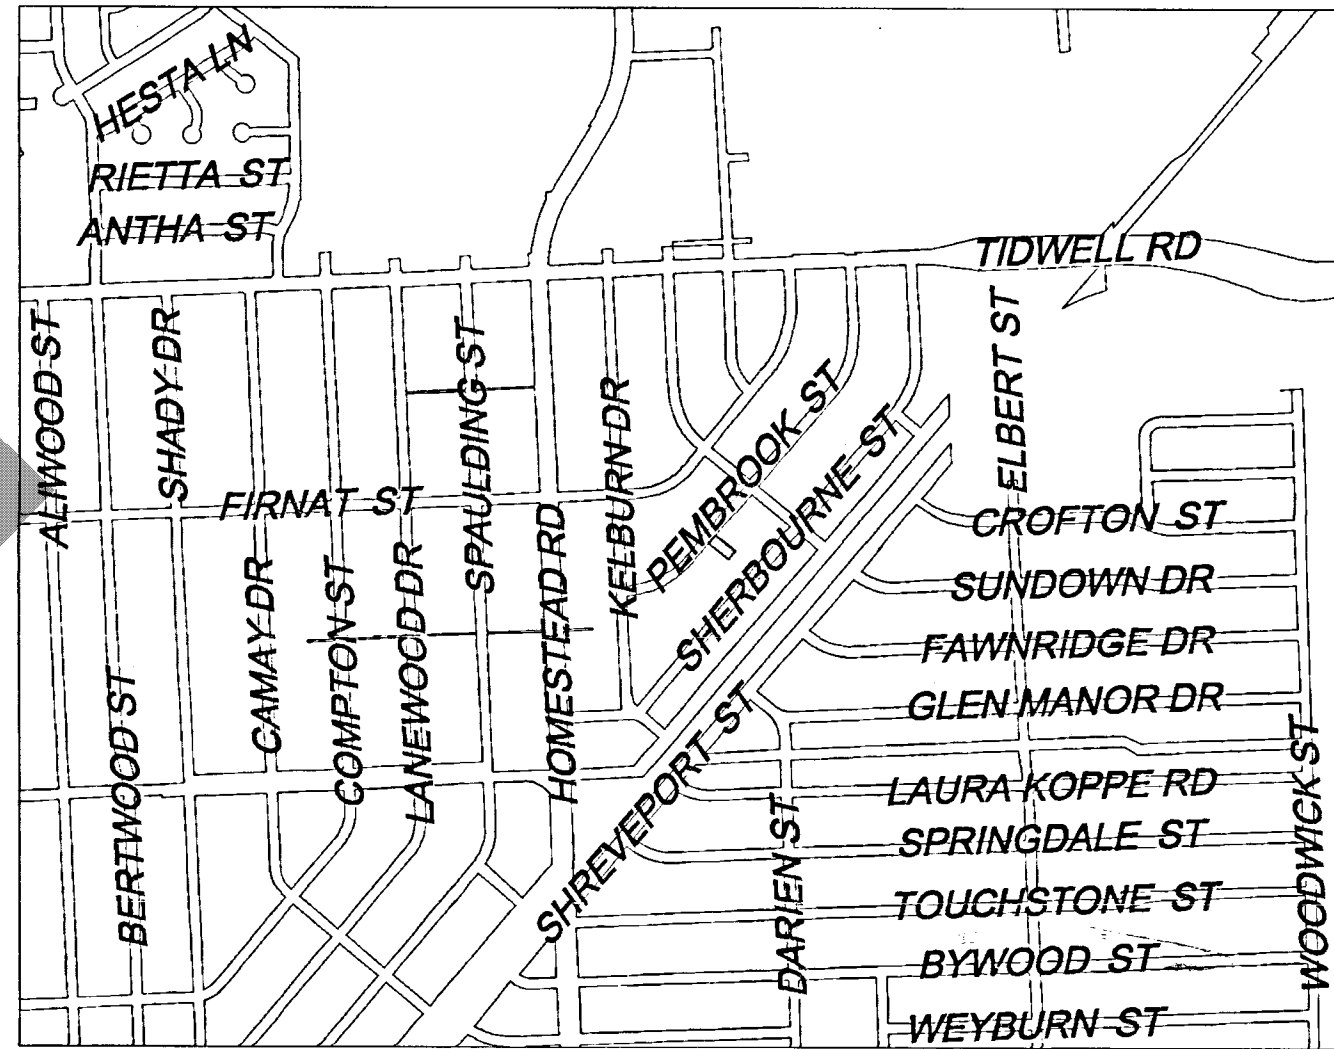 HESTA LN
RIETTA ST
ANTHA ST
TIDWELL RD
ALIWOOD ST
SHADY DR
SPAULDING ST
KELBURN DR
PEMBROOK ST
SHERBOURNE ST
ELBERT ST
FIRNAT ST
CROFTON ST
SUNDOWN DR
CAMAY DR
COMPTON ST
LANEWOOD DR
HOMESTEAD RD
FAWNRIDGE DR
GLEN MANOR DR
BERTWOOD ST
SHREVEPORT ST
LAURA KOPPE RD
SPRINGDALE ST
DARIEN ST
WOODWICK ST
TOUCHSTONE ST
BYWOOD ST
WEYBURN ST